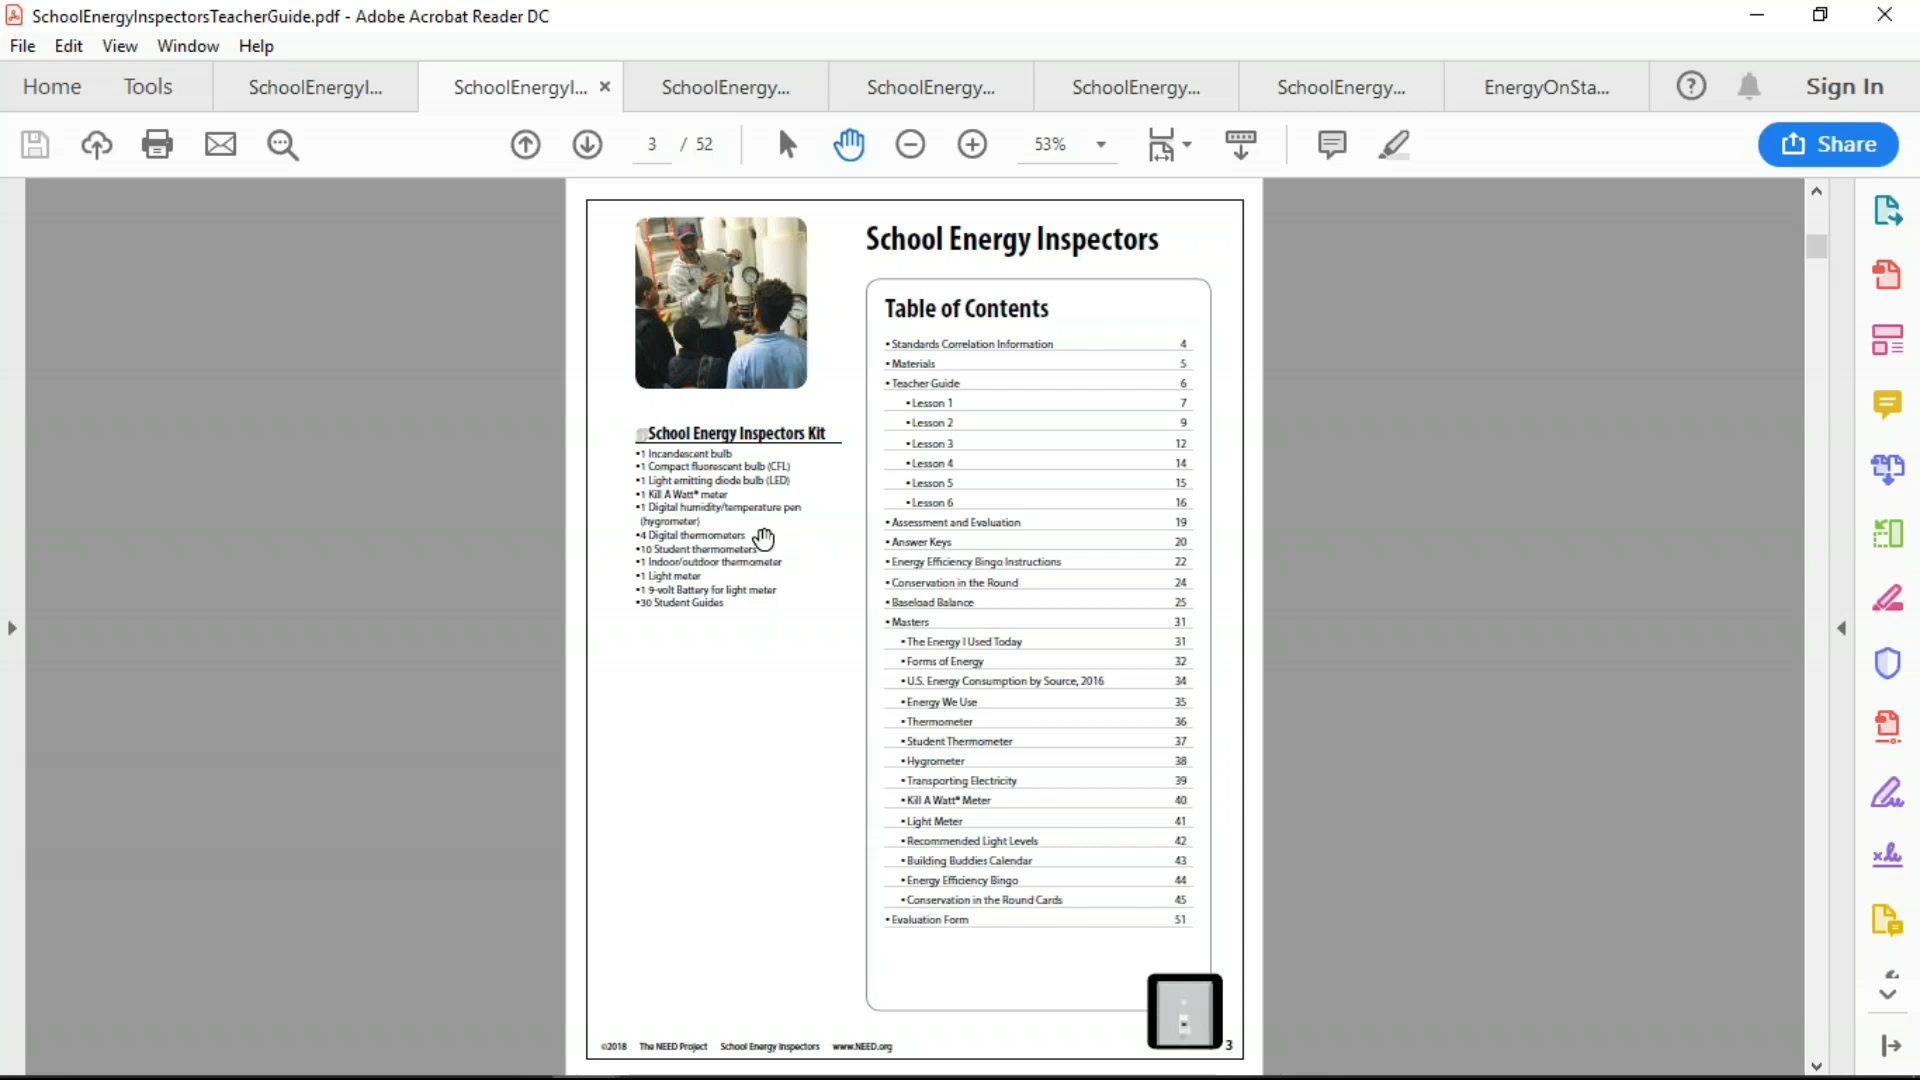 SchoolEnergyInspectorsTeacherGuide.pdf - Adobe Acrobat Reader DC
File Edit View Window Help
Home Tools SchoolEnergyI... SchoolEnergyI... SchoolEnergy... SchoolEnergy... SchoolEnergy... SchoolEnergy... EnergyOnSta... Sign In
3 / 52 53% Share
School Energy Inspectors
Table of Contents
•Standards Correlation Information 4
•Materials 5
•Teacher Guide 6
•Lesson 1 7
•Lesson 2 9
•Lesson 3 12
•Lesson 4 14
•Lesson 5 15
•Lesson 6 16
•Assessment and Evaluation 19
•Answer Keys 20
•Energy Efficiency Bingo Instructions 22
•Conservation in the Round 24
•Baseload Balance 25
•Masters 31
•The Energy I Used Today 31
•Forms of Energy 32
•U.S. Energy Consumption by Source, 2016 34
•Energy We Use 35
•Thermometer 36
•Student Thermometer 37
•Hygrometer 38
•Transporting Electricity 39
•Kill A Watt® Meter 40
•Light Meter 41
•Recommended Light Levels 42
•Building Buddies Calendar 43
•Energy Efficiency Bingo 44
•Conservation in the Round Cards 45
•Evaluation Form 51
School Energy Inspectors Kit
•1 Incandescent bulb
•1 Compact fluorescent bulb (CFL)
•1 Light emitting diode bulb (LED)
•1 Kill A Watt® meter
•1 Digital humidity/temperature pen
(hygrometer)
•4 Digital thermometers
•10 Student thermometers
•1 Indoor/outdoor thermometer
•1 Light meter
•1 9-volt Battery for light meter
•30 Student Guides
©2018 The NEED Project School Energy Inspectors www.NEED.org 3